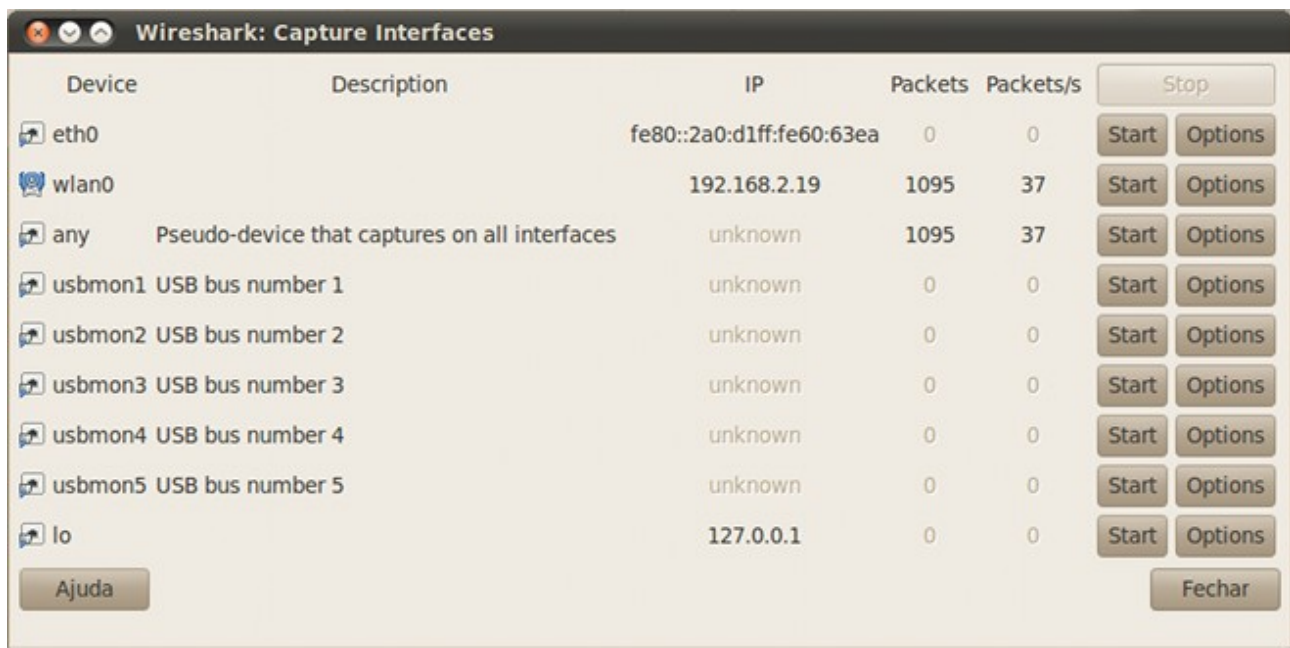 Wireshark: Capture Interfaces
Device Description IP Packets Packets/s Stop
eth0 fe80::2a0:d1ff:fe60:63ea 0 0 Start Options
wlan0 192.168.2.19 1095 37 Start Options
any Pseudo-device that captures on all interfaces unknown 1095 37 Start Options
usbmon1 USB bus number 1 unknown 0 0 Start Options
usbmon2 USB bus number 2 unknown 0 0 Start Options
usbmon3 USB bus number 3 unknown 0 0 Start Options
usbmon4 USB bus number 4 unknown 0 0 Start Options
usbmon5 USB bus number 5 unknown 0 0 Start Options
lo 127.0.0.1 0 0 Start Options
Ajuda Fechar